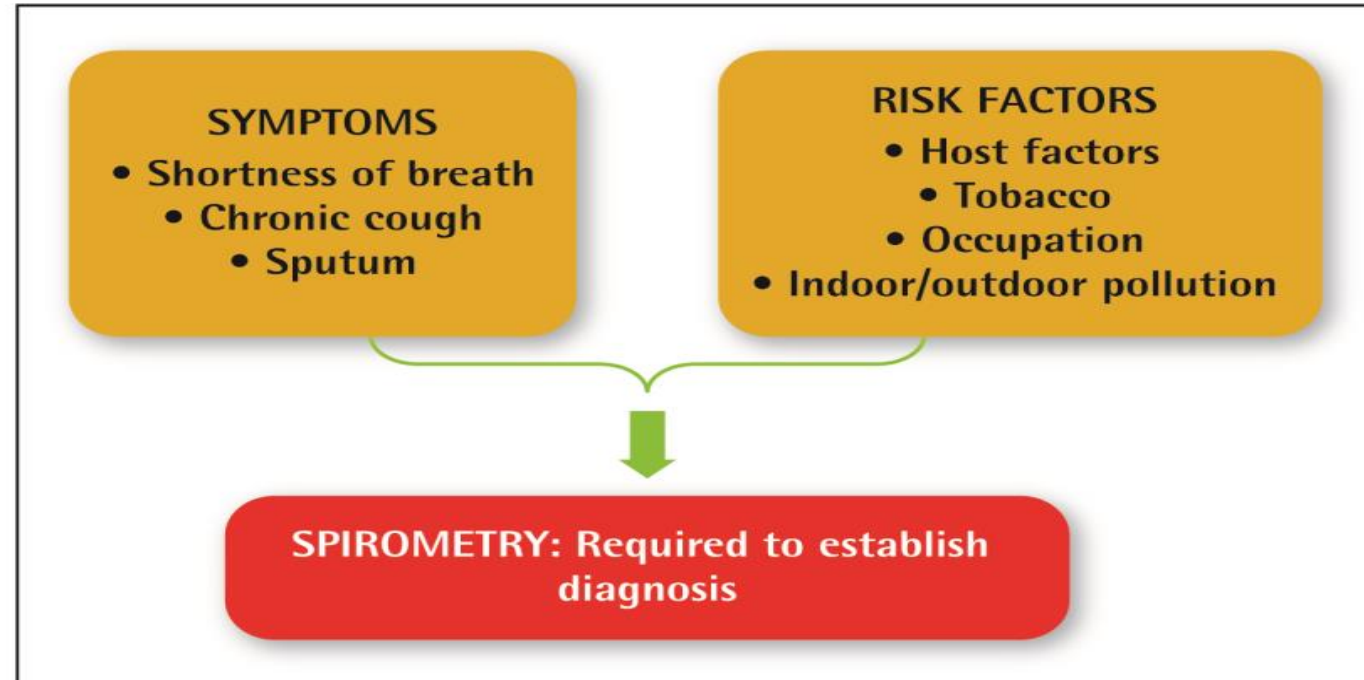 SYMPTOMS
• Shortness of breath
• Chronic cough
• Sputum
RISK FACTORS
• Host factors
• Tobacco
• Occupation
• Indoor/outdoor pollution
SPIROMETRY: Required to establish
diagnosis